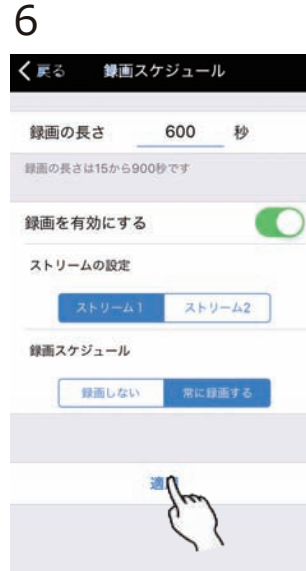 6
戻る 録画スケジュール
録画の長さ 600 秒
録画の長さは15から900秒です
録画を有効にする
ストリームの設定
ストリーム1 ストリーム2
録画スケジュール
録画しない 常に録画する
適